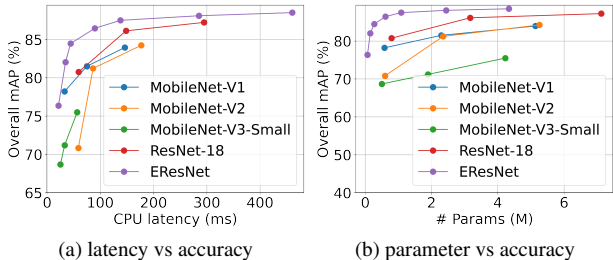 Overall mAP (%)
85
80
75
70
65
0
100
200
300
400
CPU latency (ms)
MobileNet-V1
MobileNet-V2
MobileNet-V3-Small
ResNet-18
EResNet
(a) latency vs accuracy
Overall mAP (%)
90
80
70
60
50
40
0
2
4
6
# Params (M)
MobileNet-V1
MobileNet-V2
MobileNet-V3-Small
ResNet-18
EResNet
(b) parameter vs accuracy